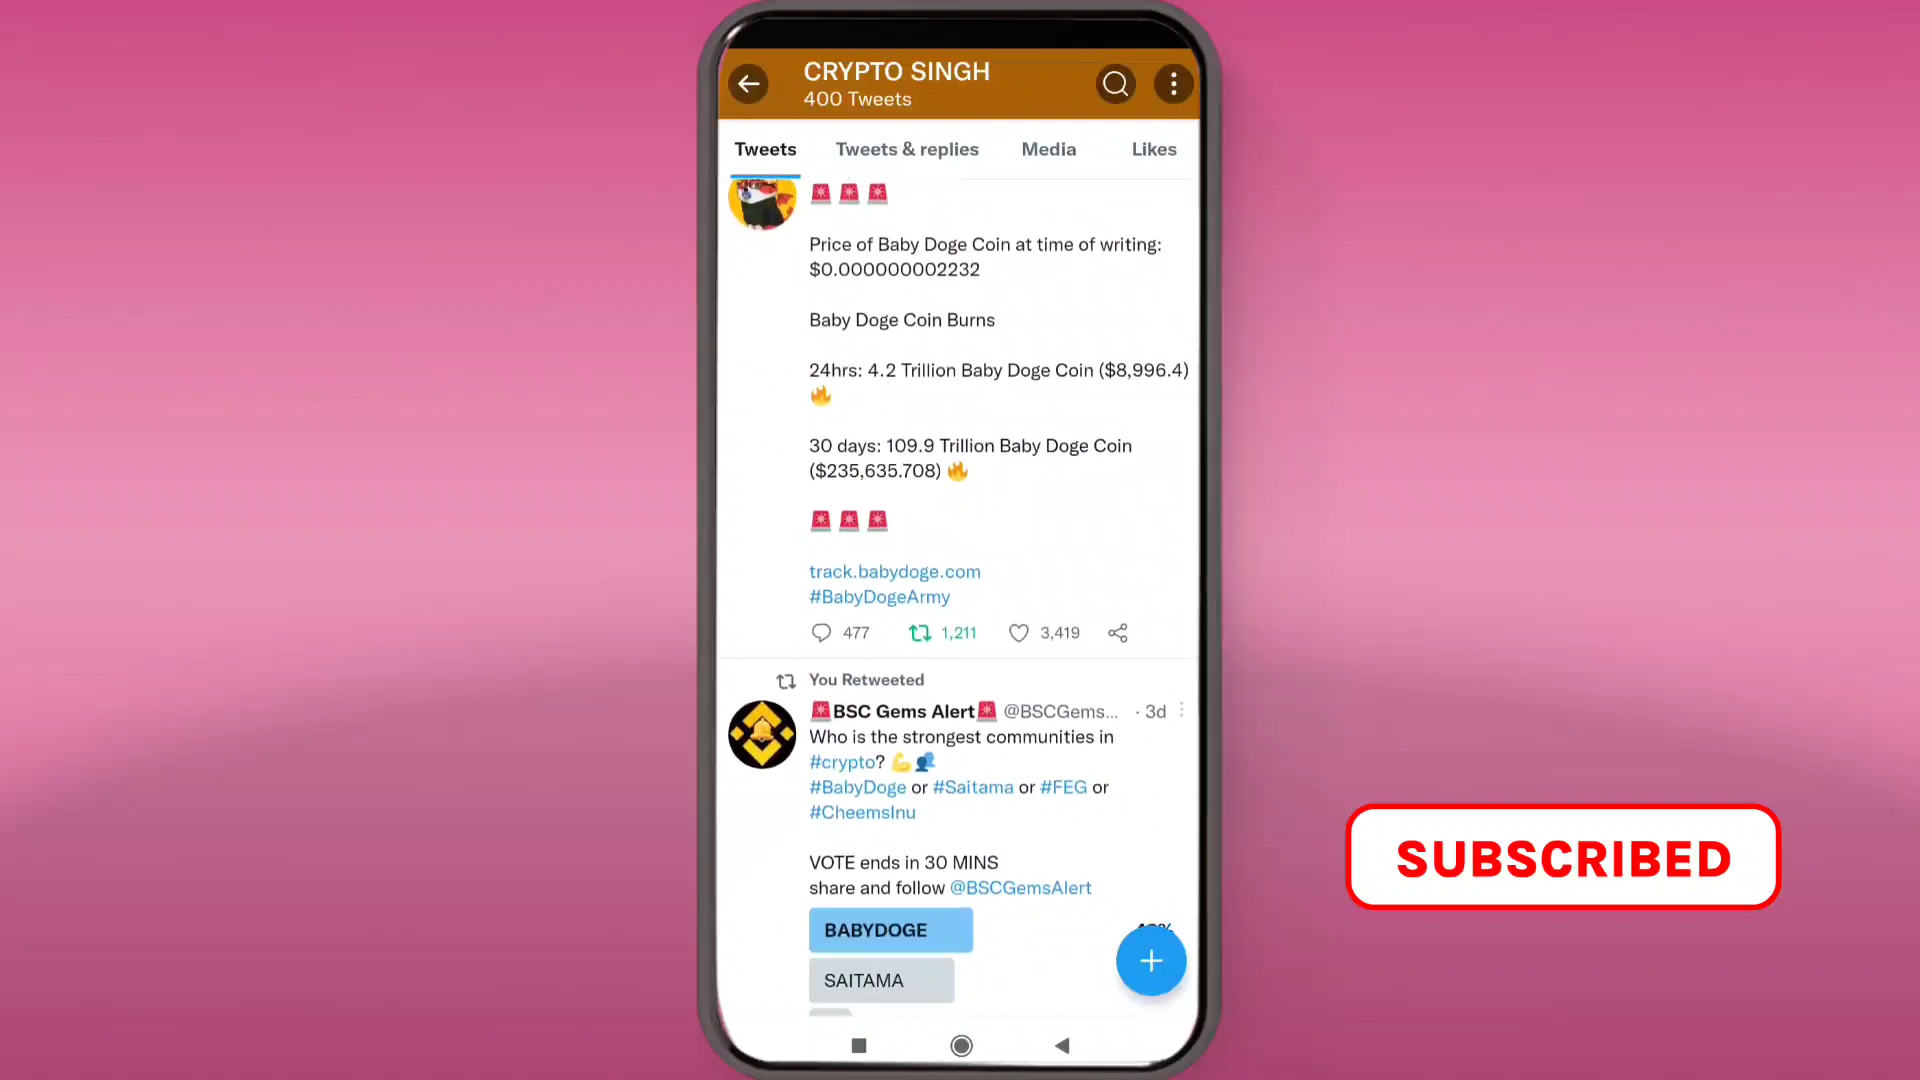 CRYPTO SINGH
400 Tweets
Tweets
Tweets & replies
Media
Likes
🚨 🚨 🚨
Price of Baby Doge Coin at time of writing:
$0.000000002232
Baby Doge Coin Burns
24hrs: 4.2 Trillion Baby Doge Coin ($8,996.4)
🔥
30 days: 109.9 Trillion Baby Doge Coin
($235,635.708) 🔥
🚨 🚨 🚨
track.babydoge.com
#BabyDogeArmy
477
1,211
3,419
You Retweeted
🚨BSC Gems Alert🚨 @BSCGems... · 3d
Who is the strongest communities in
#crypto? 💪👥
#BabyDoge or #Saitama or #FEG or
#CheemsInu
VOTE ends in 30 MINS
share and follow @BSCGemsAlert
BABYDOGE
SAITAMA
SUBSCRIBED